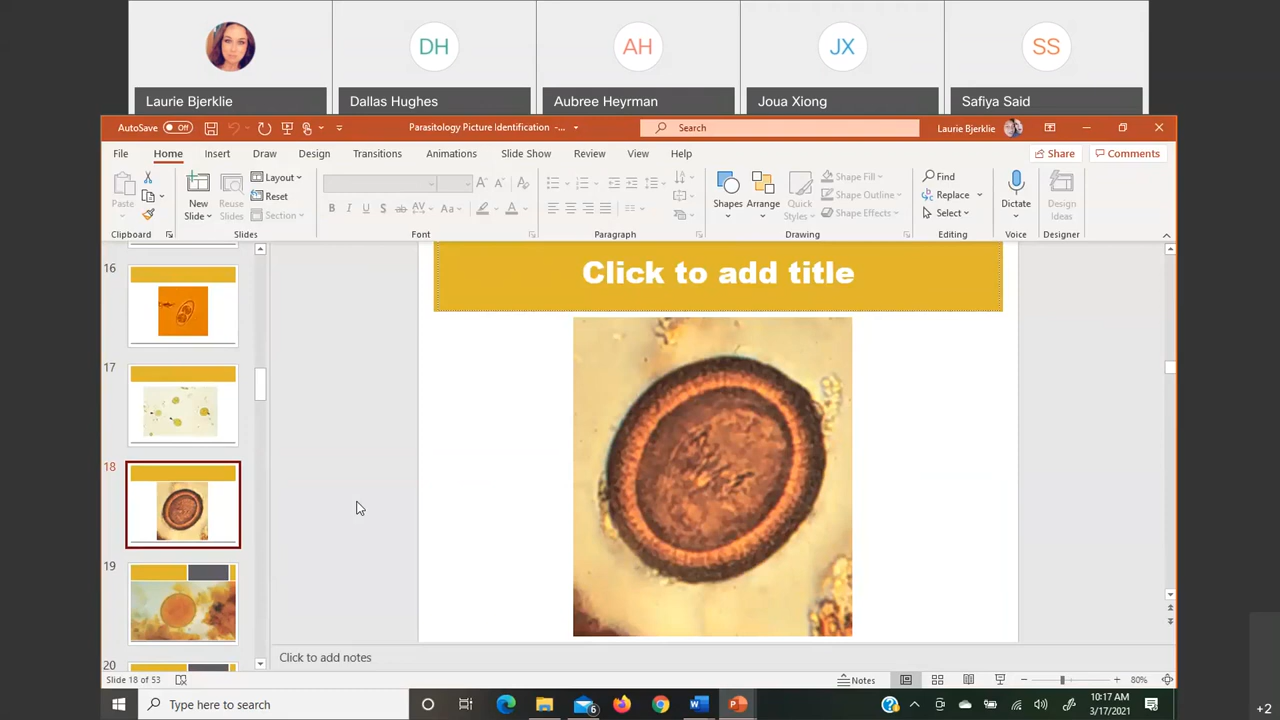 DH
AH
JX
SS
Laurie Bjerklie
Dallas Hughes
Aubree Heyrman
Joua Xiong
Safiya Said
AutoSave Off
Parasitology Picture Identification -...
Search
Laurie Bjerklie
File
Home
Insert
Draw
Design
Transitions
Animations
Slide Show
Review
View
Help
Share
Comments
Paste
New Slide
Reuse Slides
Layout
Reset
Section
B I U S ab AV Aa A
Shapes
Arrange
Quick Styles
Shape Fill
Shape Outline
Shape Effects
Find
Replace
Select
Dictate
Design Ideas
Clipboard
Slides
Font
Paragraph
Drawing
Editing
Voice
Designer
16
17
18
19
20
Click to add title
Click to add notes
Slide 18 of 53
Notes
80%
Type here to search
6
10:17 AM
3/17/2021
+2